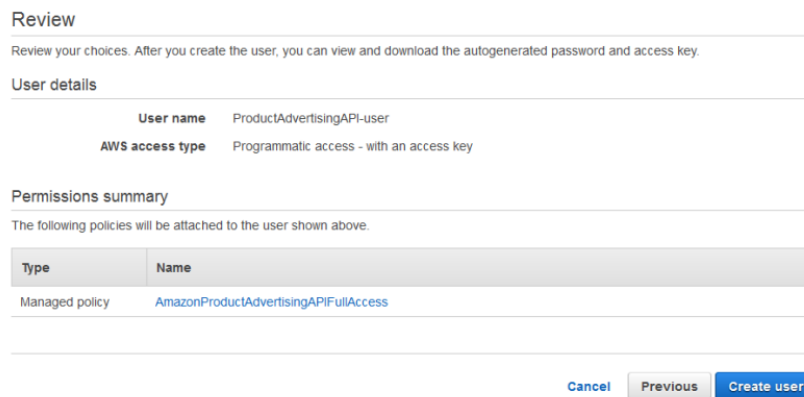 Review
Review your choices. After you create the user, you can view and download the autogenerated password and access key.
User details
User name ProductAdvertisingAPI-user
AWS access type Programmatic access - with an access key
Permissions summary
The following policies will be attached to the user shown above.
Type Name
Managed policy AmazonProductAdvertisingAPIFullAccess
Cancel Previous Create user